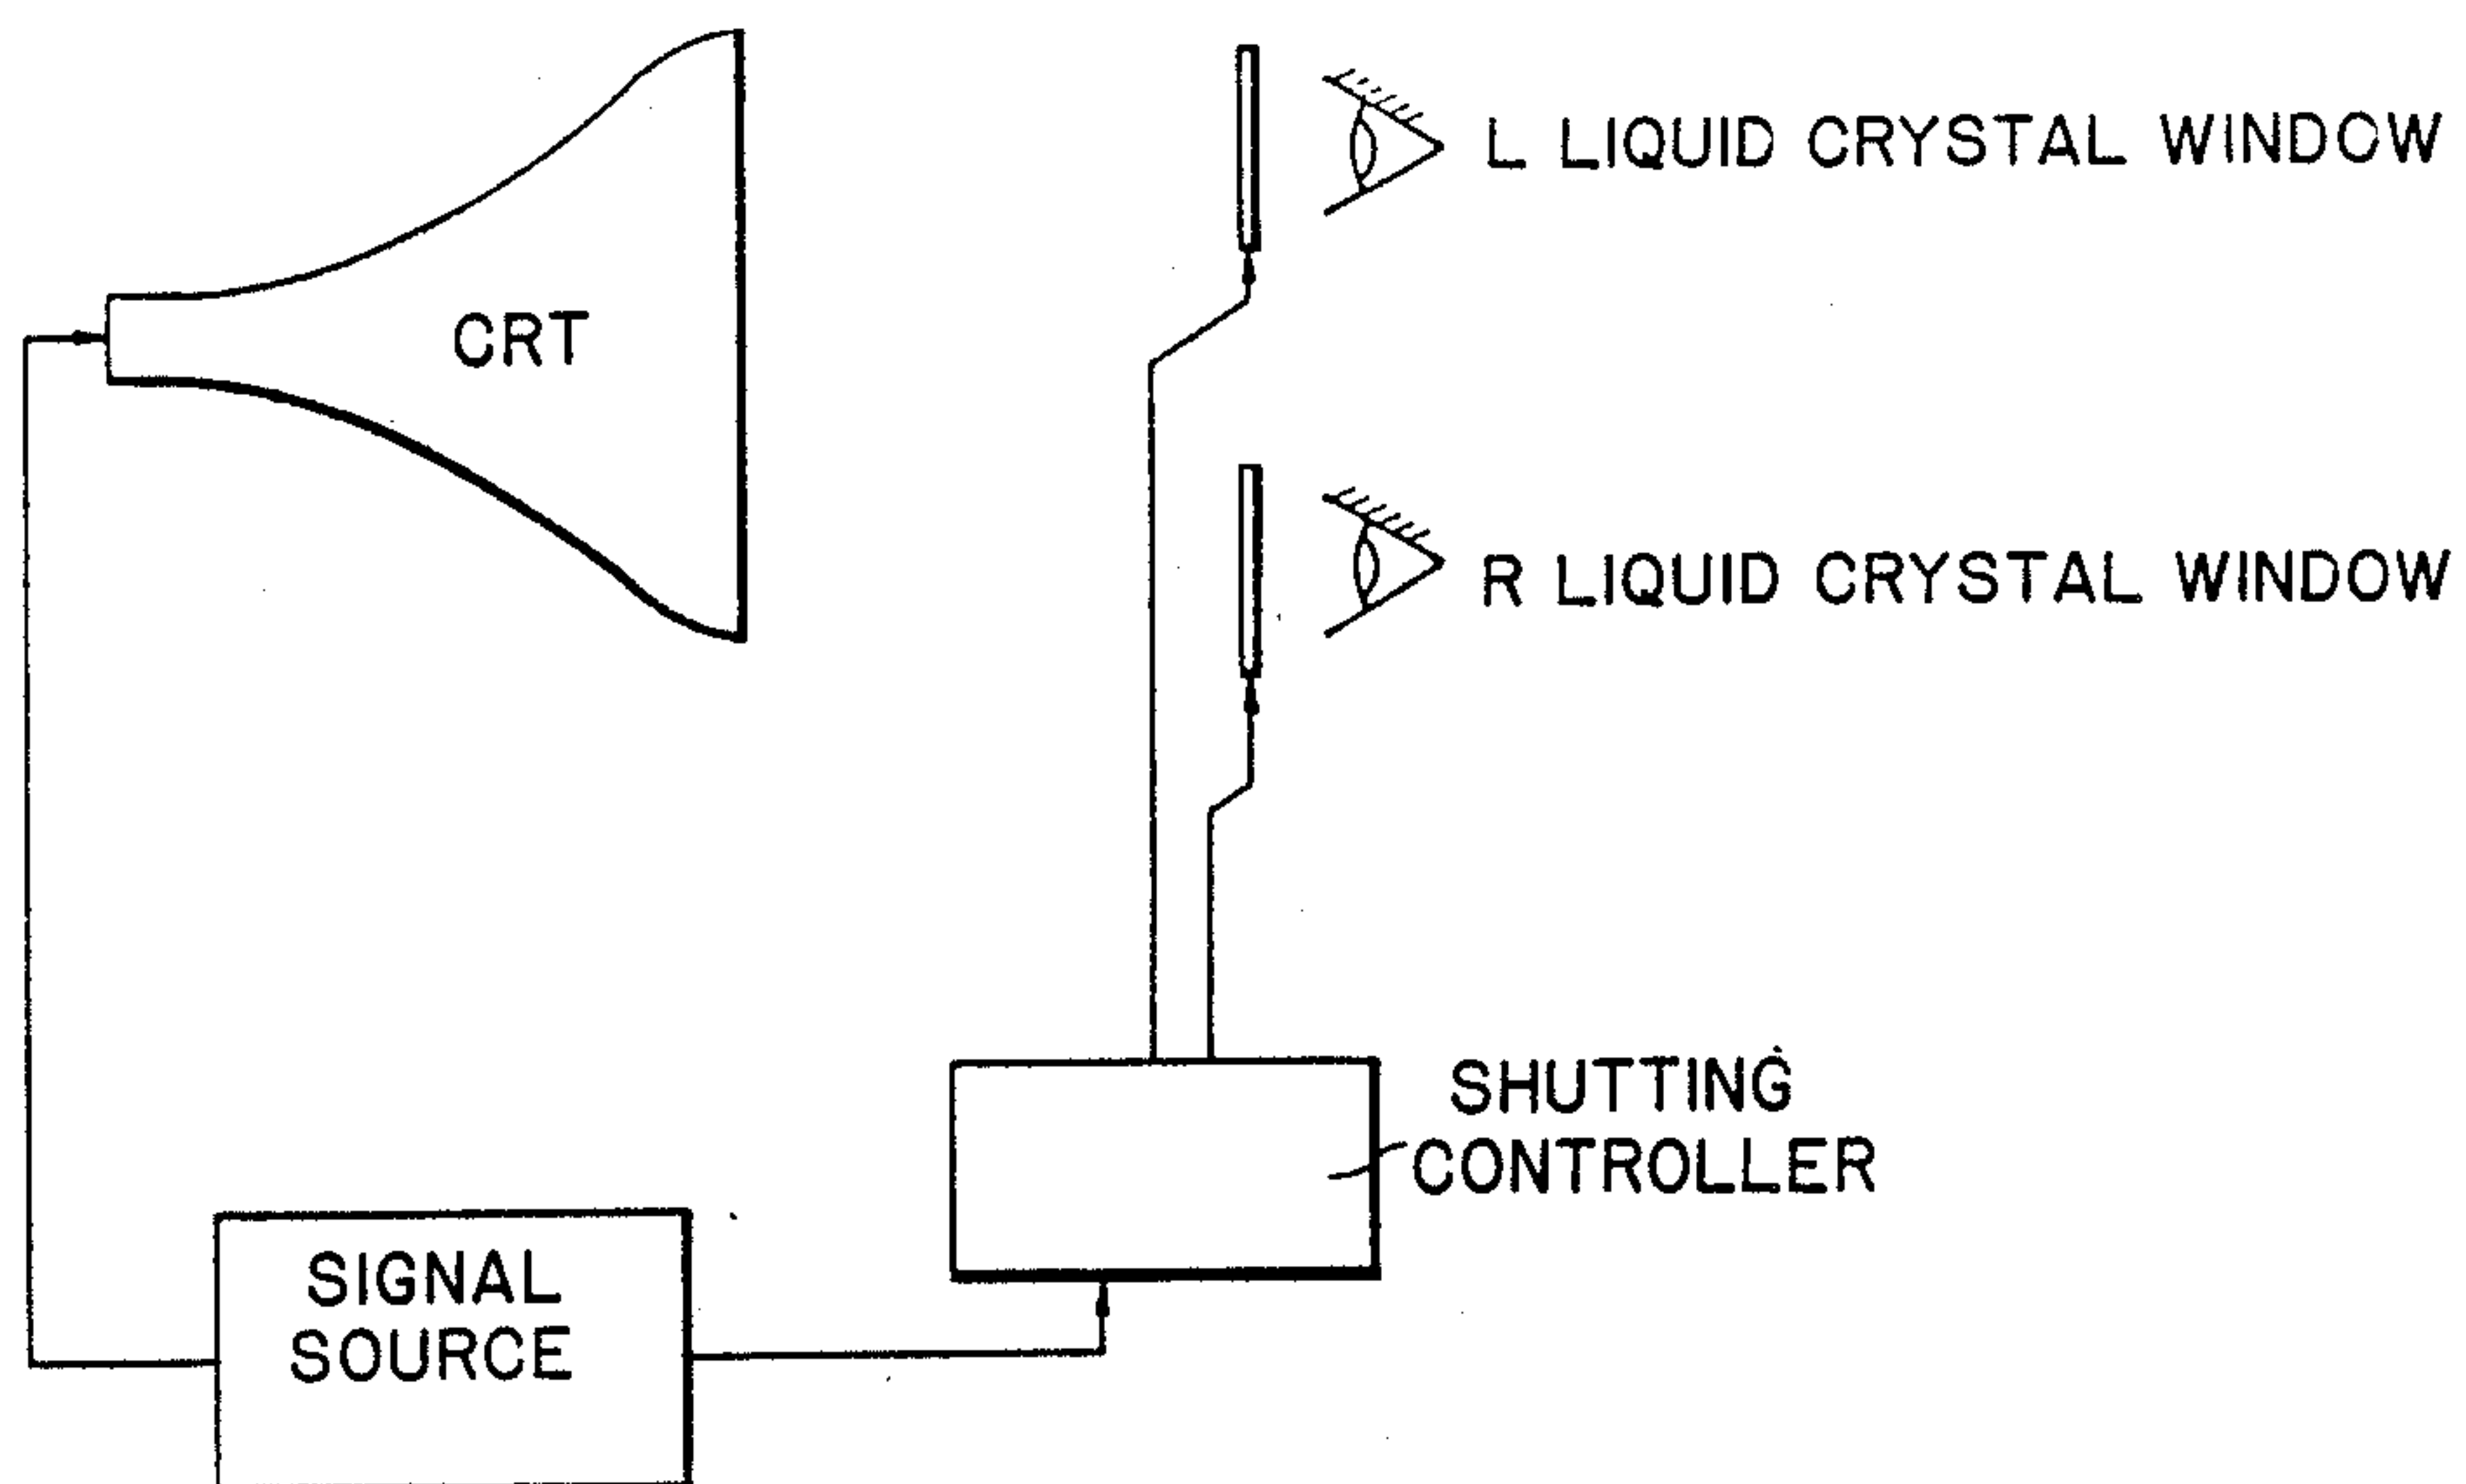 L LIQUID CRYSTAL WINDOW
CRT
R LIQUID CRYSTAL WINDOW
SHUTTING
CONTROLLER
SIGNAL
SOURCE